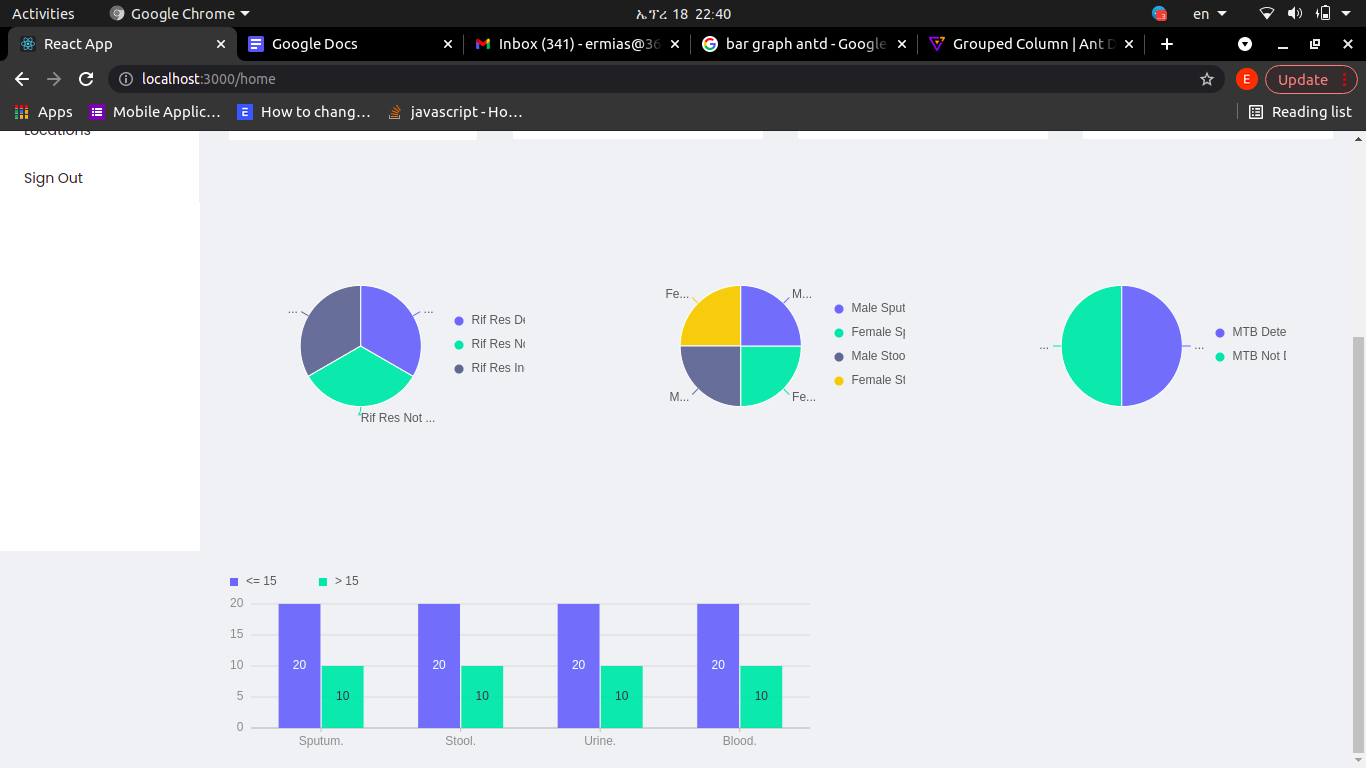 Activities
Google Chrome
ኤፕረ 18 22:40
en
React App
Google Docs
Inbox (341) - ermias@36
bar graph antd - Google
Grouped Column | Ant D
localhost:3000/home
E
Update
Apps
Mobile Applic...
How to chang...
javascript - Ho...
Reading list
Locations
Sign Out
...
...
Rif Res Not ...
Rif Res De
Rif Res No
Rif Res In
Fe...
M...
M...
Fe...
Male Sput
Female Sp
Male Stoo
Female St
...
...
MTB Dete
MTB Not D
<= 15
> 15
20
15
10
5
0
20
10
20
10
20
10
20
10
Sputum.
Stool.
Urine.
Blood.